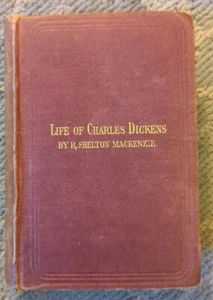 LIFE OF CHARLES DICKENS
BY R. SHELTON MACKENZIE.